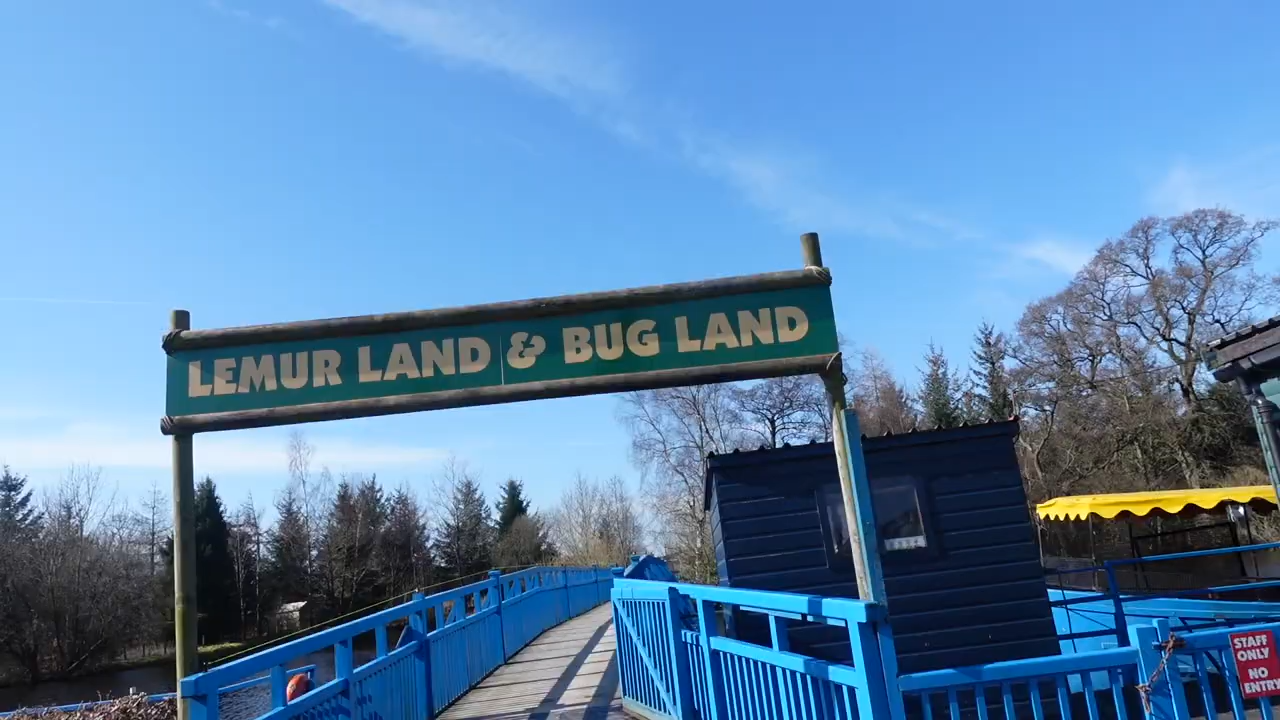 LEMUR LAND & BUG LAND
STAFF
ONLY
NO
ENTRY